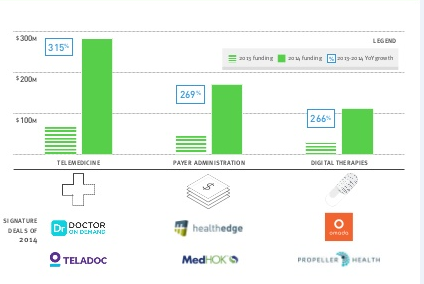 $300M
LEGEND
2013 funding
2014 funding
% 2013-2014 YoY growth
315%
$200M
269%
$100M
266%
TELEMEDICINE
PAYER ADMINISTRATION
DIGITAL THERAPIES
$
SIGNATURE
DEALS OF
2014
Dr DOCTOR
ON DEMAND
healthedge
omada
TELADOC
MedHOK
PROPELLER HEALTH